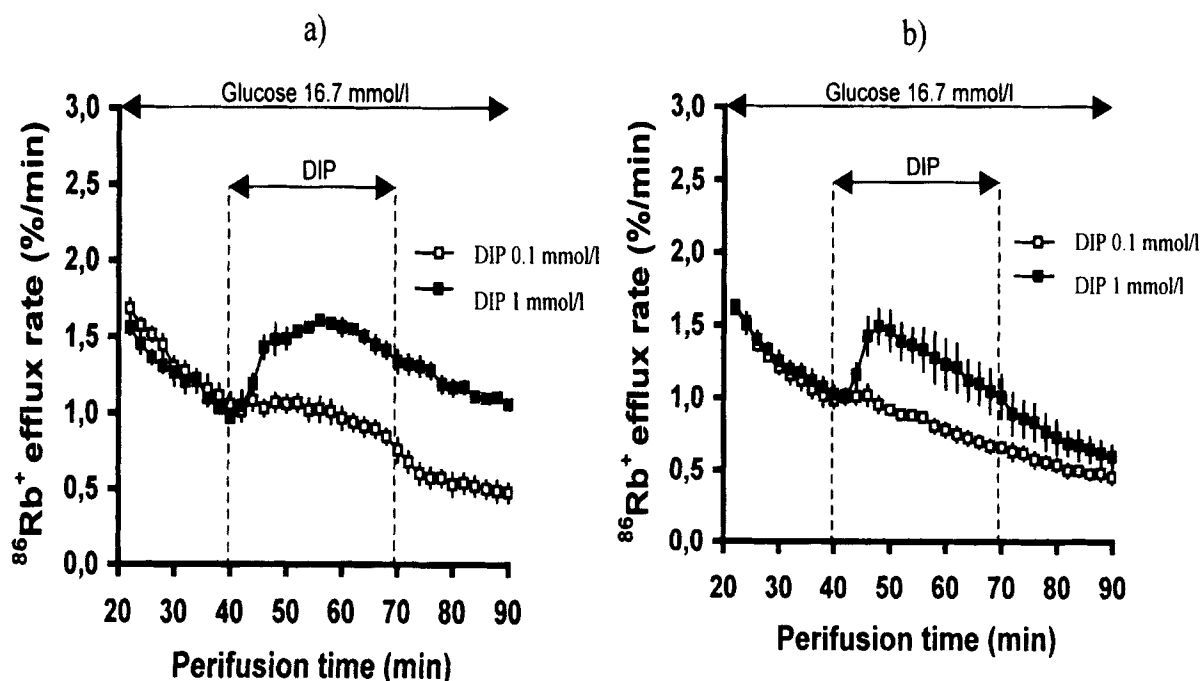 a)
Glucose 16.7 mmol/l
DIP
DIP 0.1 mmol/l
DIP 1 mmol/l
⁸⁶Rb⁺ efflux rate (%/min)
3,0
2,5
2,0
1,5
1,0
0,5
0,0
20 30 40 50 60 70 80 90
Perifusion time (min)
b)
Glucose 16.7 mmol/l
DIP
DIP 0.1 mmol/l
DIP 1 mmol/l
⁸⁶Rb⁺ efflux rate (%/min)
3,0
2,5
2,0
1,5
1,0
0,5
0,0
20 30 40 50 60 70 80 90
Perifusion time (min)